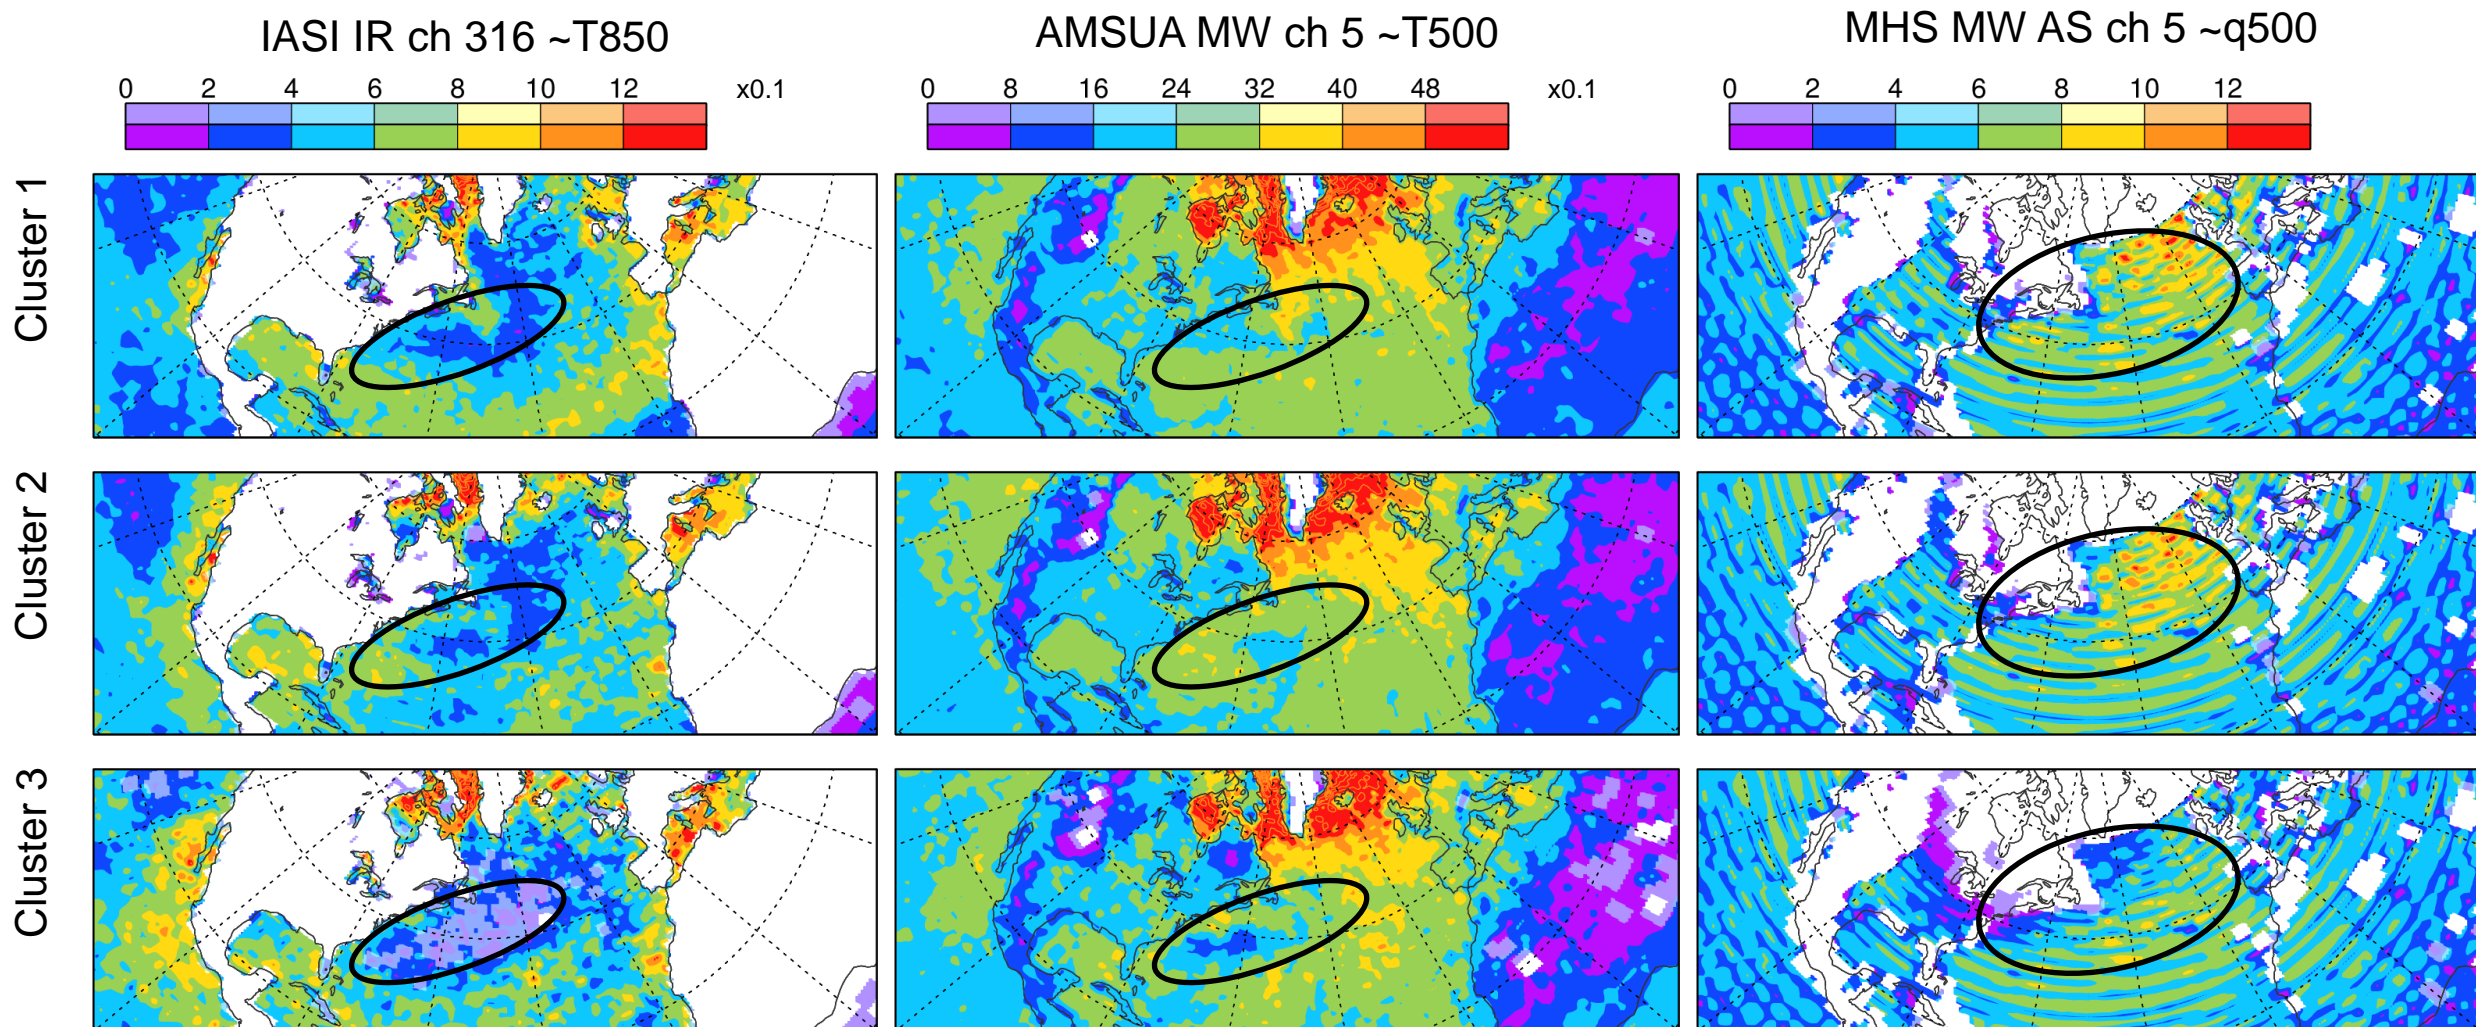 IASI IR ch 316 ~T850
AMSUA MW ch 5 ~T500
MHS MW AS ch 5 ~q500
0 2 4 6 8 10 12 x0.1
0 8 16 24 32 40 48 x0.1
0 2 4 6 8 10 12
Cluster 1
Cluster 2
Cluster 3